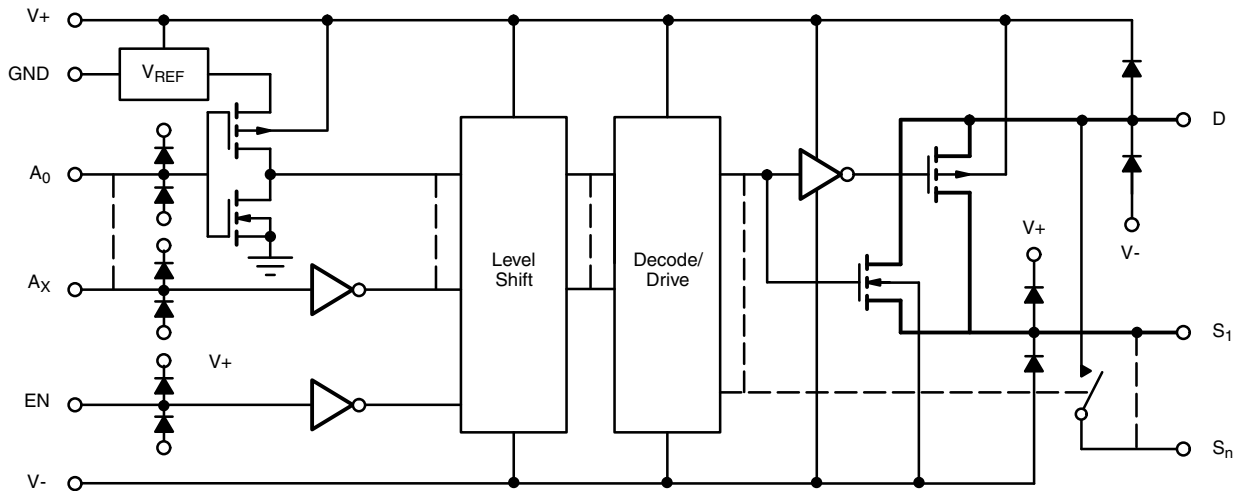 V+
GND
VREF
A0
AX
V+
EN
V-
Level
Shift
Decode/
Drive
D
V-
V+
S1
Sn